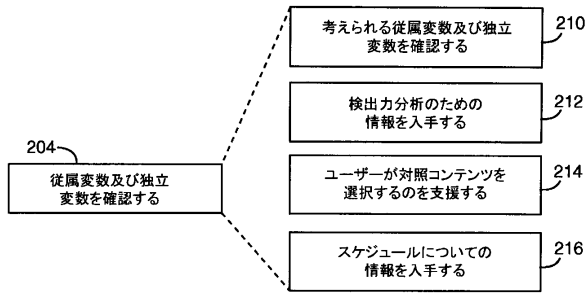 考えられる従属変数及び独立
変数を確認する
210
検出力分析のための
情報を入手する
212
204
従属変数及び独立
変数を確認する
ユーザーが対照コンテンツを
選択するのを支援する
214
スケジュールについての
情報を入手する
216